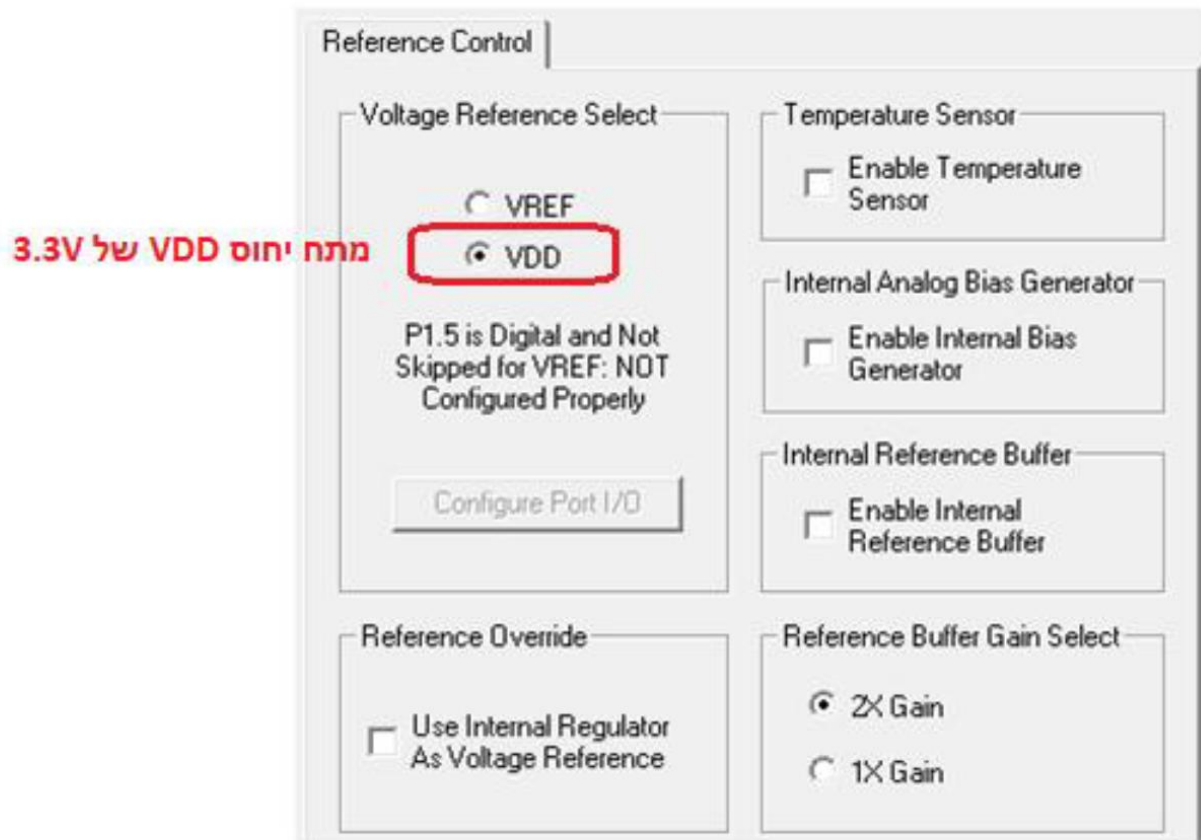 Reference Control
Voltage Reference Select
VREF
VDD
מתח יחוס VDD של 3.3V
P1.5 is Digital and Not
Skipped for VREF: NOT
Configured Properly
Configure Port I/O
Temperature Sensor
Enable Temperature
Sensor
Internal Analog Bias Generator
Enable Internal Bias
Generator
Internal Reference Buffer
Enable Internal
Reference Buffer
Reference Override
Use Internal Regulator
As Voltage Reference
Reference Buffer Gain Select
2X Gain
1X Gain